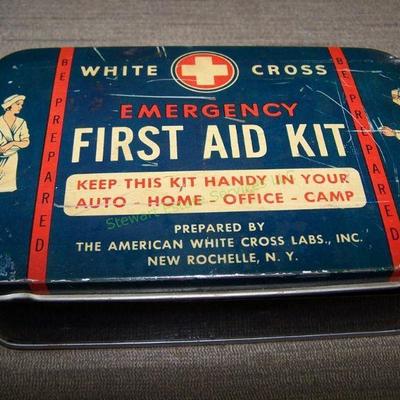 WHITE CROSS
EMERGENCY
FIRST AID KIT
KEEP THIS KIT HANDY IN YOUR
AUTO - HOME - OFFICE - CAMP
PREPARED BY
THE AMERICAN WHITE CROSS LABS., INC.
NEW ROCHELLE, N. Y.
BE PREPARED
BE PREPARED